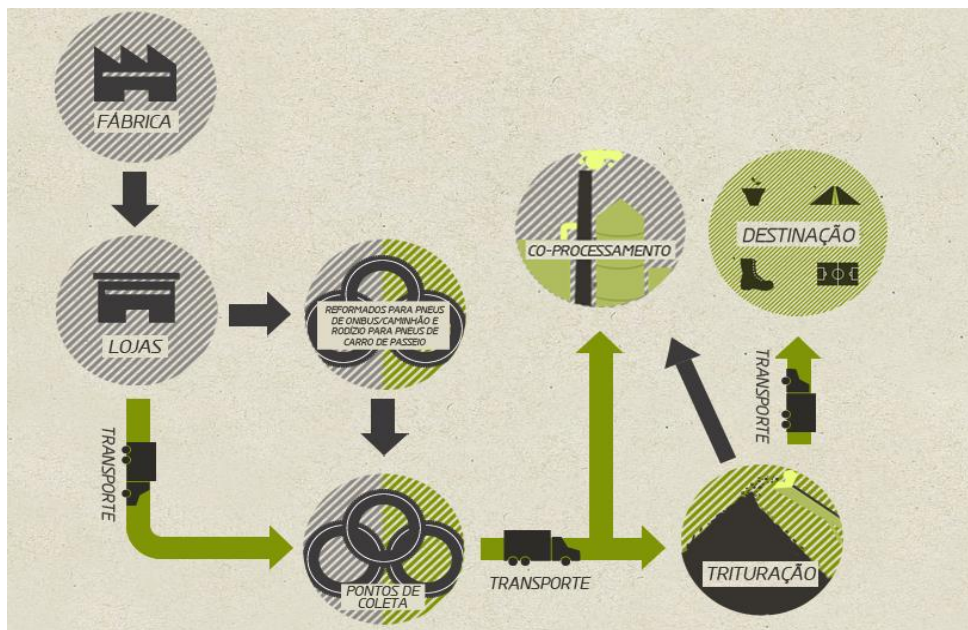 FÁBRICA
LOJAS
REFORMADOS PARA PNEUS
DE ONIBUS/CAMINHÃO E
RODÍZIO PARA PNEUS DE
CARRO DE PASSEIO
CO-PROCESSAMENTO
DESTINAÇÃO
TRANSPORTE
TRANSPORTE
PONTOS DE
COLETA
TRANSPORTE
TRITURAÇÃO